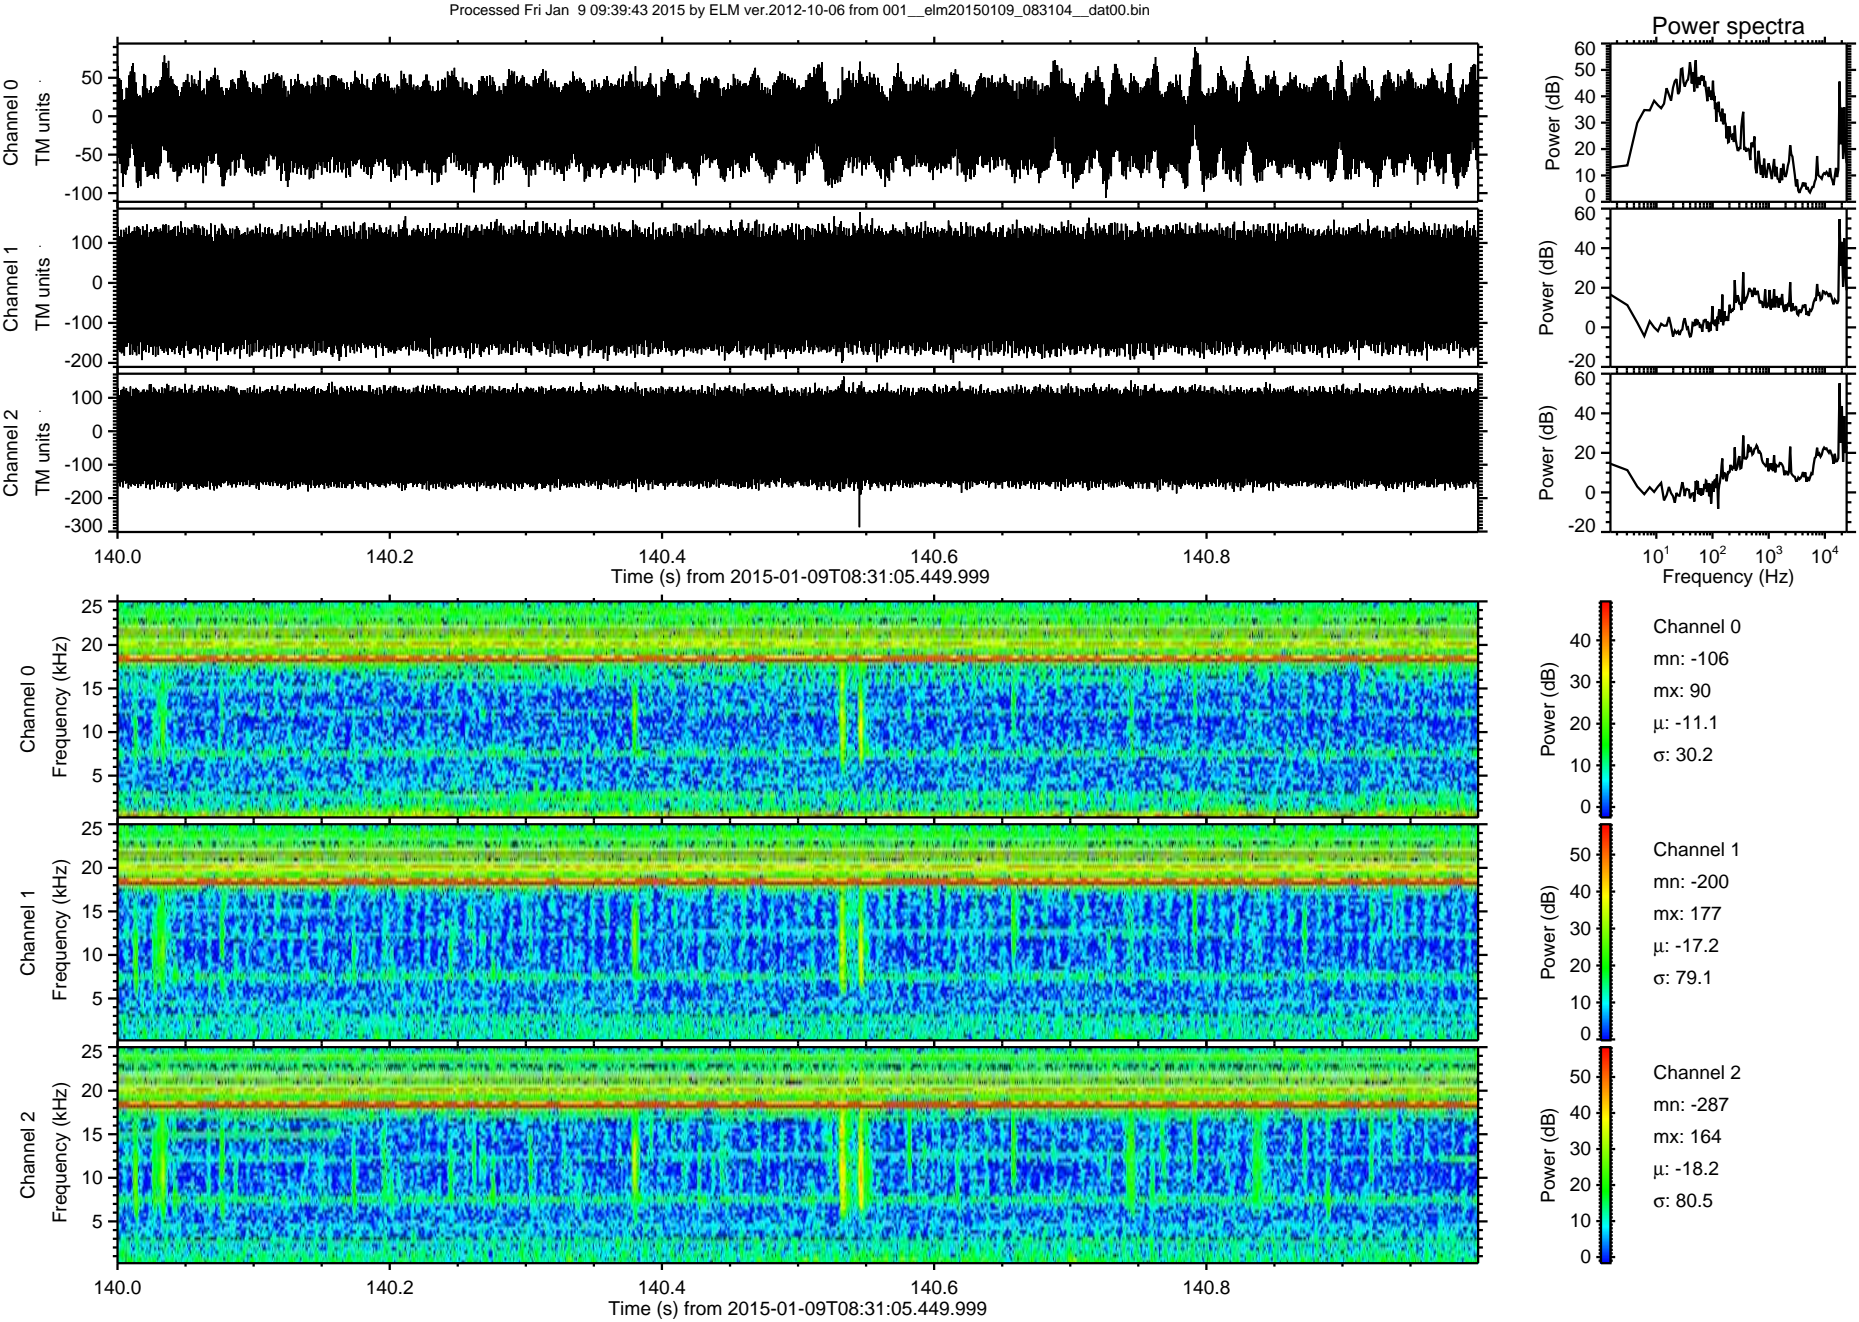 Processed Fri Jan  9 09:39:43 2015 by ELM ver.2012-10-06 from 001__elm20150109_083104__dat00.bin
Power spectra
Channel 0
TM units
50
0
-50
-100
Power (dB)
60
50
40
30
20
10
0
Channel 1
TM units
100
0
-100
-200
Power (dB)
60
40
20
0
-20
Channel 2
TM units
100
0
-100
-200
-300
Power (dB)
60
40
20
0
-20
140.0 140.2 140.4 140.6 140.8
Time (s) from 2015-01-09T08:31:05.449.999
10^1 10^2 10^3 10^4
Frequency (Hz)
Channel 0
Frequency (kHz)
25
20
15
10
5
Power (dB)
40
30
20
10
0
Channel 0
mn: -106
mx: 90
μ: -11.1
σ: 30.2
Channel 1
Frequency (kHz)
25
20
15
10
5
Power (dB)
50
40
30
20
10
0
Channel 1
mn: -200
mx: 177
μ: -17.2
σ: 79.1
Channel 2
Frequency (kHz)
25
20
15
10
5
Power (dB)
50
40
30
20
10
0
Channel 2
mn: -287
mx: 164
μ: -18.2
σ: 80.5
140.0 140.2 140.4 140.6 140.8
Time (s) from 2015-01-09T08:31:05.449.999